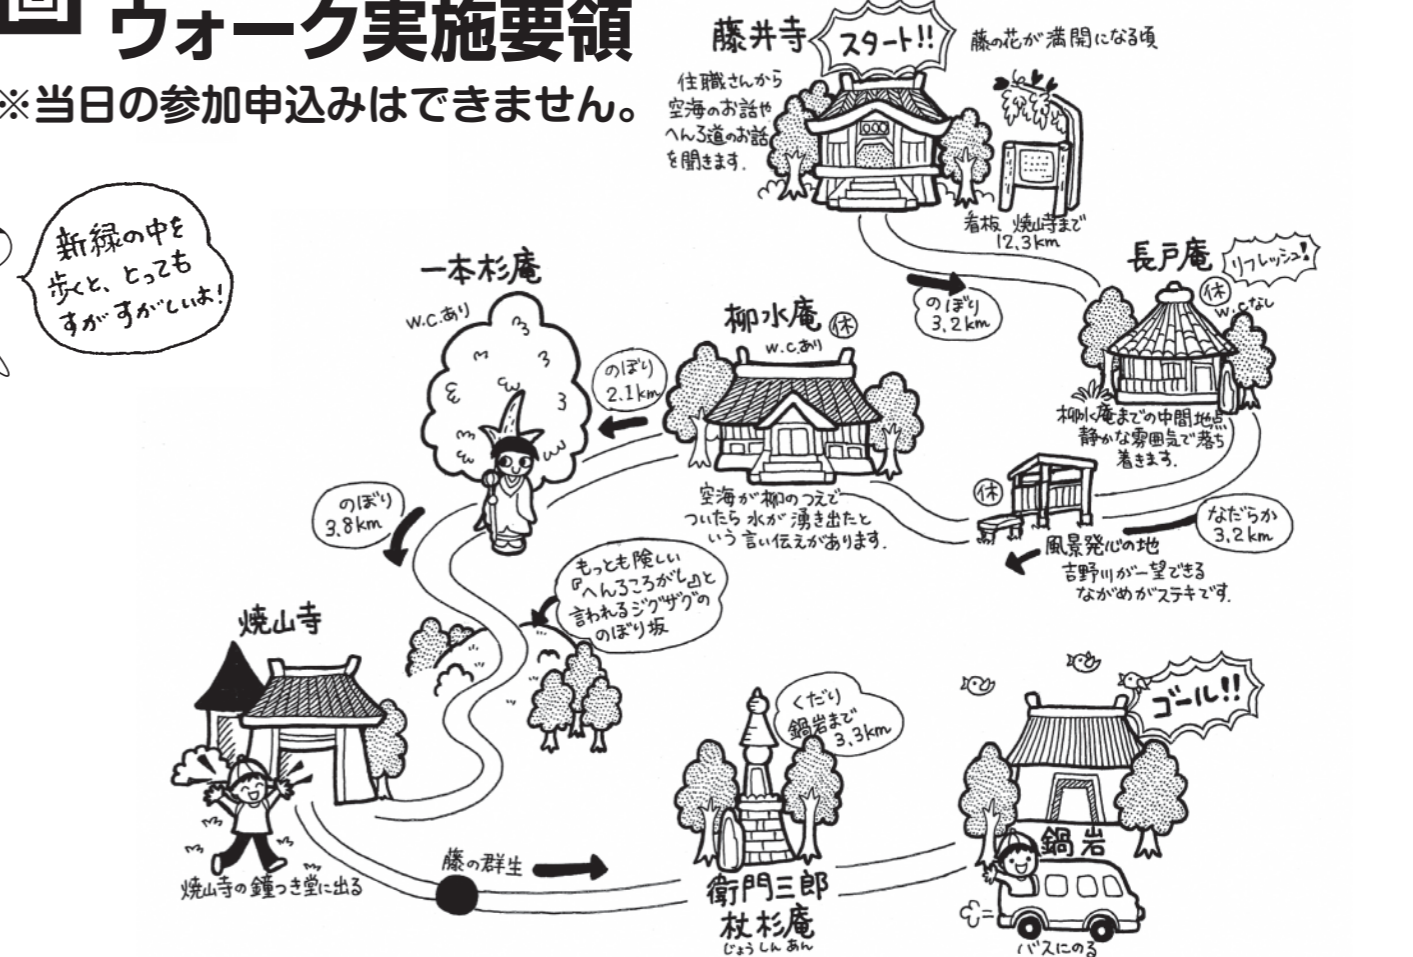 回
ウォーク実施要領
※当日の参加申込みはできません。
新緑の中を
歩くと、とっても
すがすがしいよ!
藤井寺
スタート!!
藤の花が満開になる頃
住職さんから
空海のお話や
へんろ道のお話
を聞きます.
看板 焼山寺まで
12.3km
のぼり
3.2km
長戸庵
リフレッシュ!
休
w.cなし
柳水庵までの中間地点
静かな雰囲気で落ち
着きます.
なだらか
3.2km
休
風景発心の地
吉野川が一望できる
ながめがステキです.
柳水庵
休
w.c.あり
空海が柳のつえで
ついたら水が湧き出たと
いう言い伝えがあります.
のぼり
2.1km
一本杉庵
w.c.あり
のぼり
3.8km
もっとも険しい
『へんろころがし』と
言われるジグザグの
のぼり坂
焼山寺
焼山寺の鐘つき堂に出る
藤の群生
衛門三郎
杖杉庵
じょうしんあん
くだり
鍋岩まで
3.3km
ゴール!!
鍋岩
バスにのる